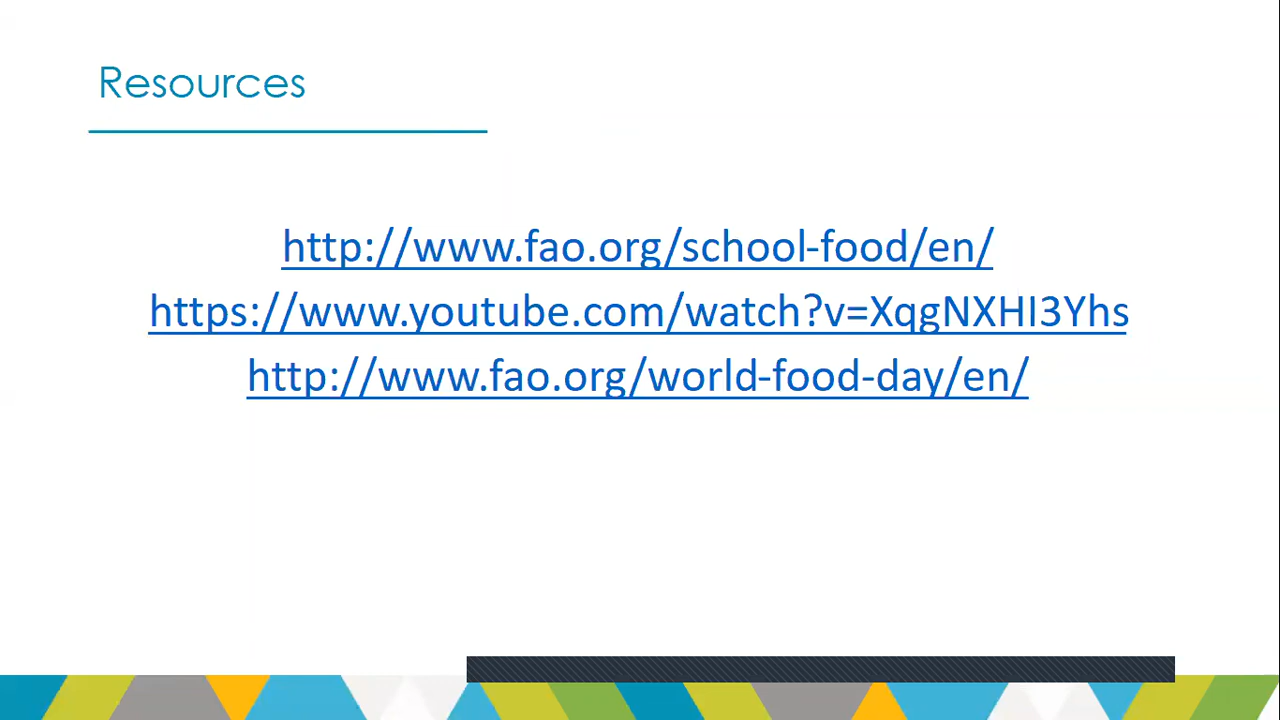 Resources
http://www.fao.org/school-food/en/
https://www.youtube.com/watch?v=XqgNXHI3Yhs
http://www.fao.org/world-food-day/en/